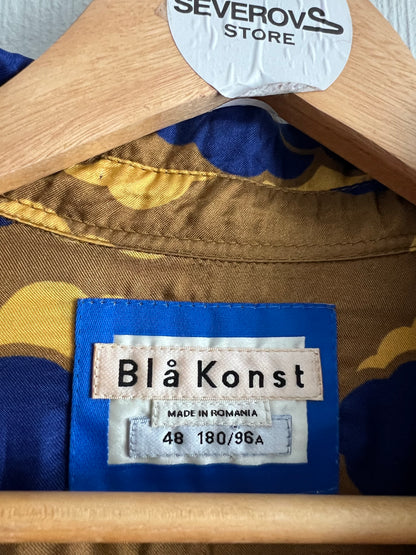 SEVEROVS
STORE
Blå Konst
MADE IN ROMANIA
48 180/96A